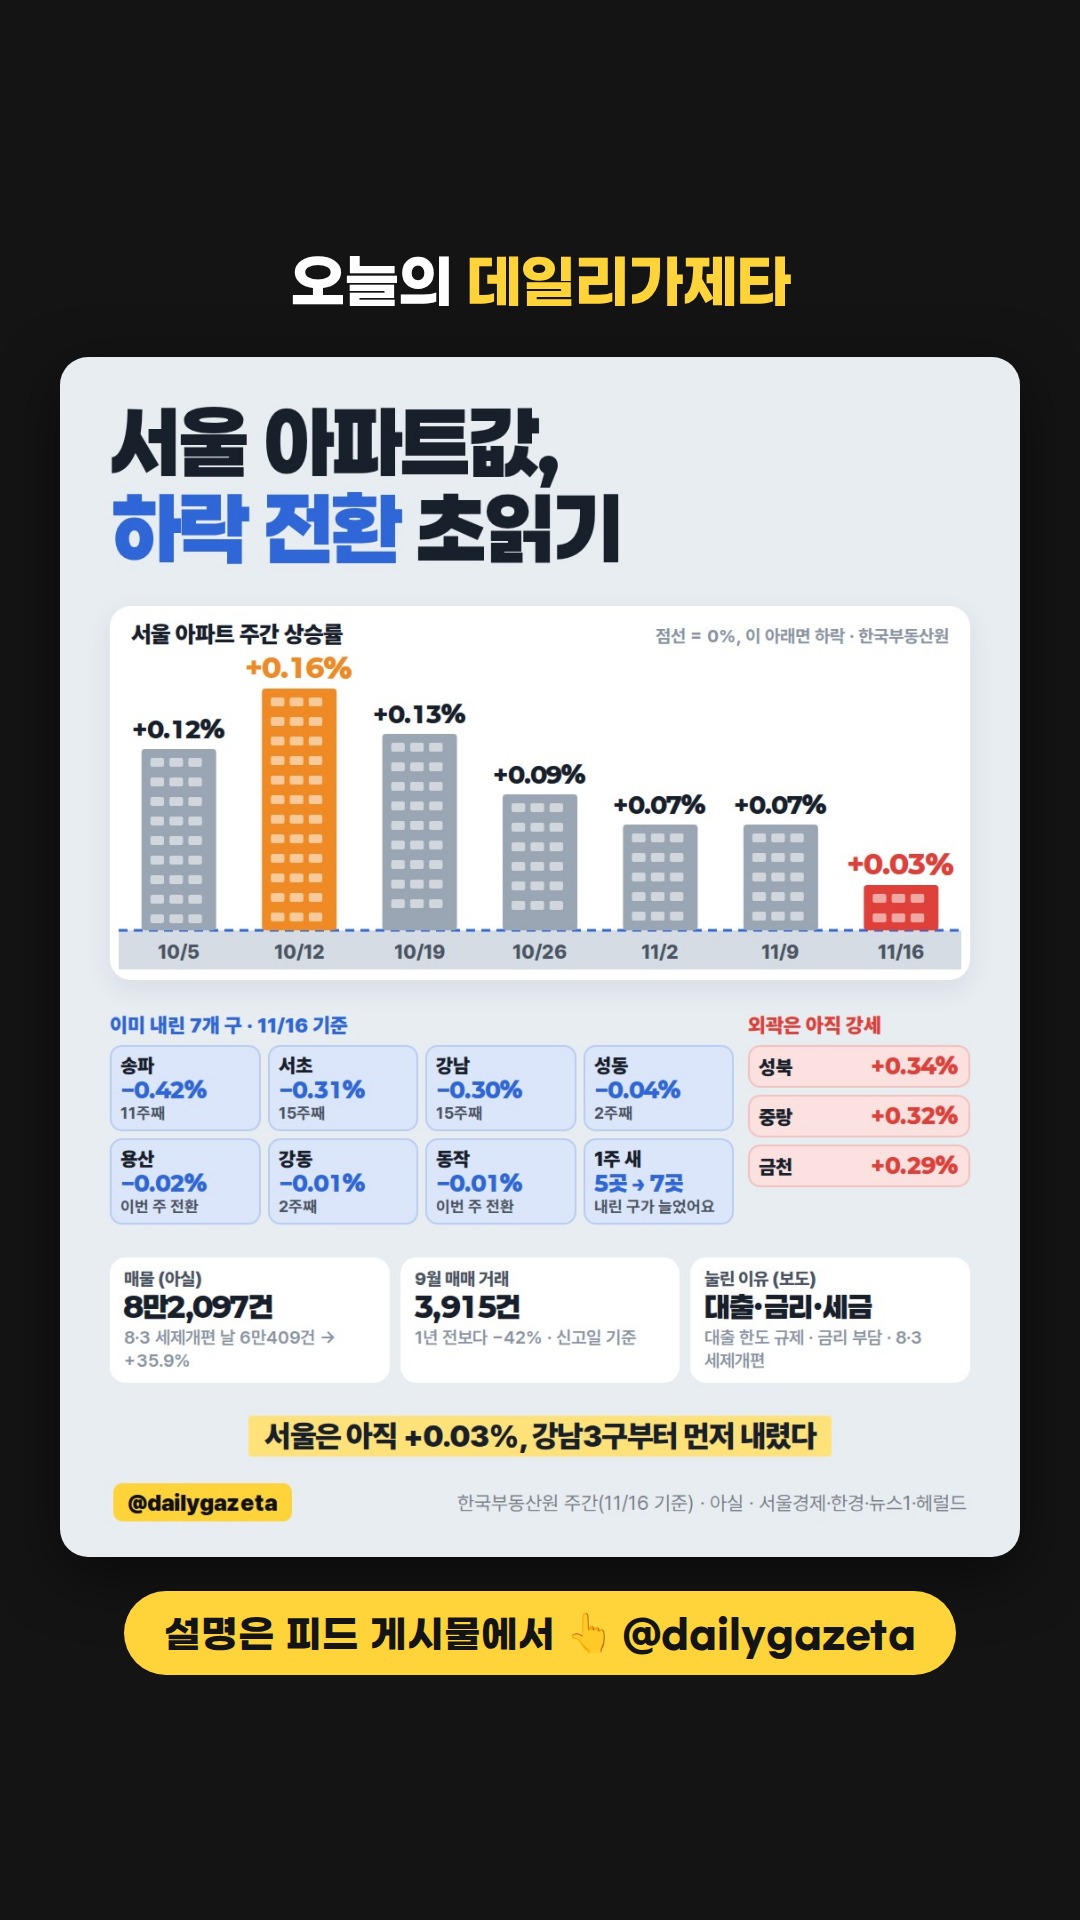 오늘의 데일리가제타
서울 아파트값,
하락 전환 초읽기
서울 아파트 주간 상승률
점선 = 0%, 이 아래면 하락 · 한국부동산원
+0.12%
+0.16%
+0.13%
+0.09%
+0.07%
+0.07%
+0.03%
10/5
10/12
10/19
10/26
11/2
11/9
11/16
이미 내린 7개 구 · 11/16 기준
송파
−0.42%
11주째
서초
−0.31%
15주째
강남
−0.30%
15주째
성동
−0.04%
2주째
용산
−0.02%
이번 주 전환
강동
−0.01%
2주째
동작
−0.01%
이번 주 전환
1주 새
5곳 → 7곳
내린 구가 늘었어요
외곽은 아직 강세
성북 +0.34%
중랑 +0.32%
금천 +0.29%
매물 (아실)
8만2,097건
8·3 세제개편 날 6만409건 →
+35.9%
9월 매매 거래
3,915건
1년 전보다 −42% · 신고일 기준
눌린 이유 (보도)
대출·금리·세금
대출 한도 규제 · 금리 부담 · 8·3
세제개편
서울은 아직 +0.03%, 강남3구부터 먼저 내렸다
@dailygazeta
한국부동산원 주간(11/16 기준) · 아실 · 서울경제·한경·뉴스1·헤럴드
설명은 피드 게시물에서 👆 @dailygazeta